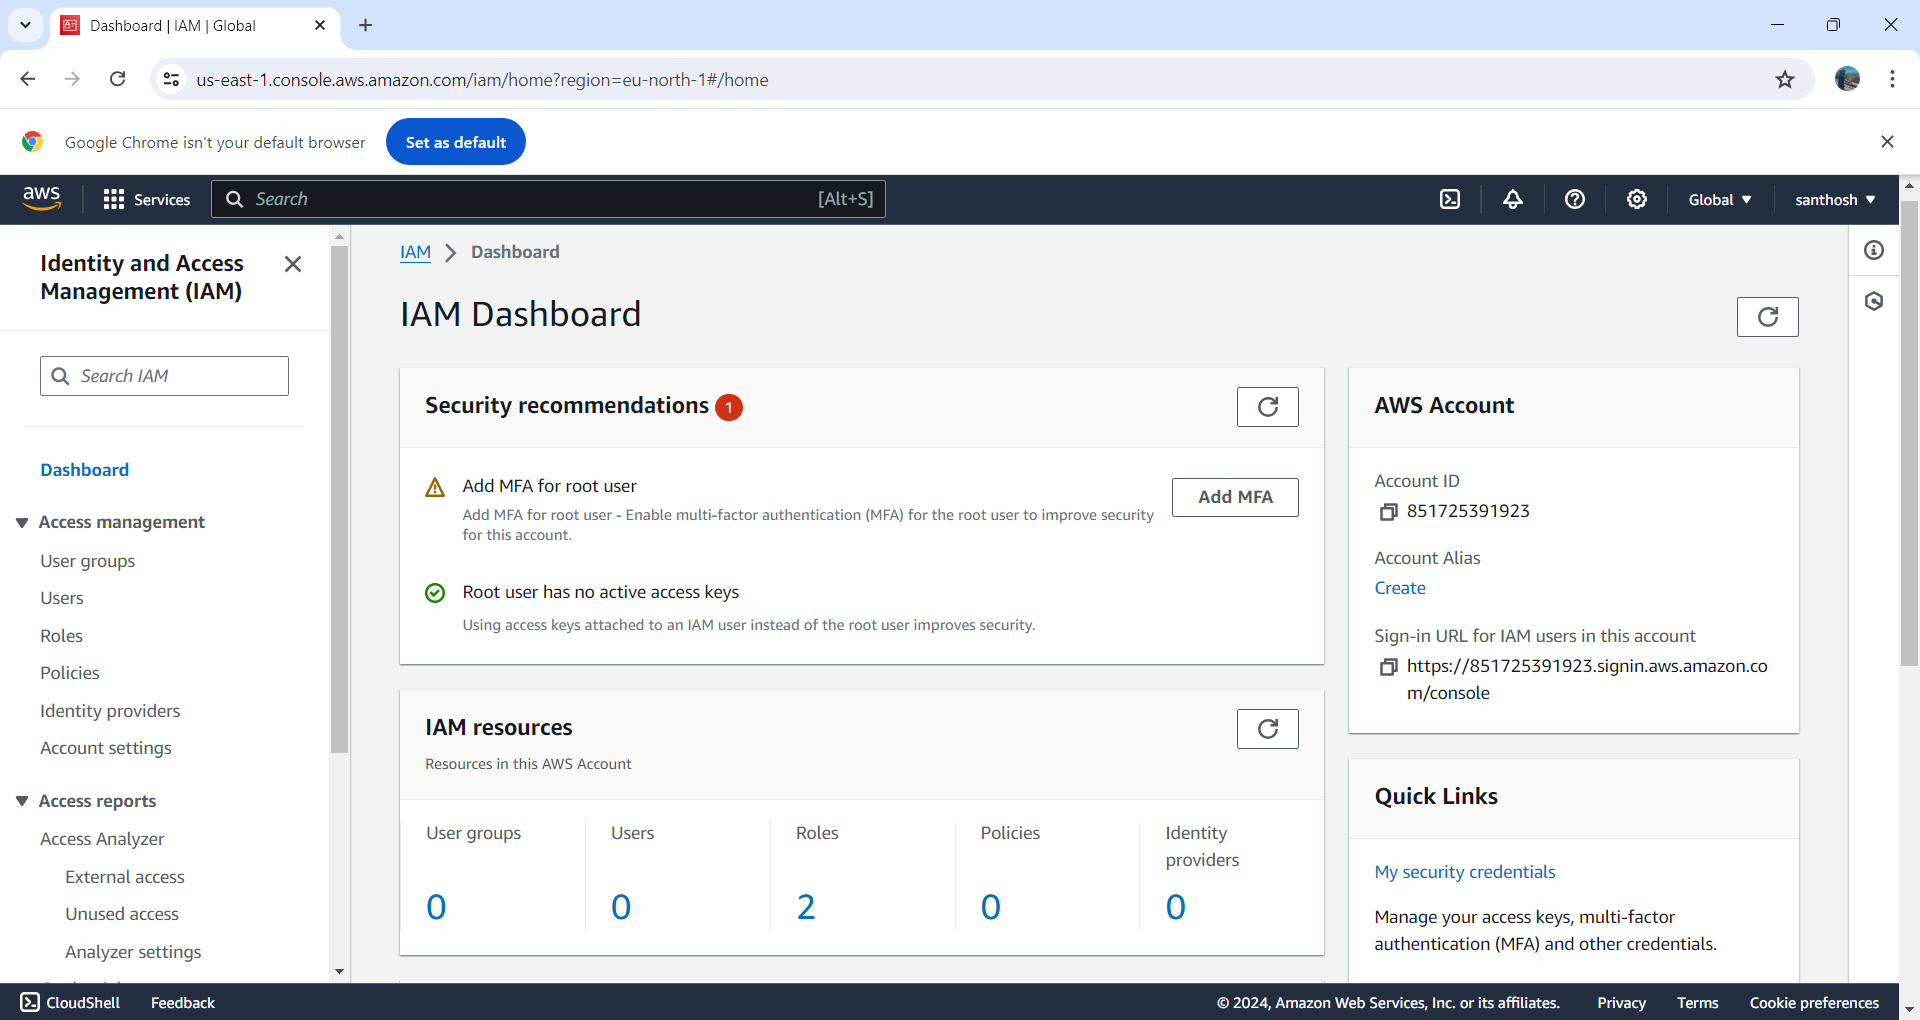 Dashboard | IAM | Global
us-east-1.console.aws.amazon.com/iam/home?region=eu-north-1#/home
Google Chrome isn't your default browser
Set as default
aws
Services
Search
[Alt+S]
Global
santhosh
Identity and Access
Management (IAM)
Search IAM
Dashboard
Access management
User groups
Users
Roles
Policies
Identity providers
Account settings
Access reports
Access Analyzer
External access
Unused access
Analyzer settings
IAM
Dashboard
IAM Dashboard
Security recommendations 1
Add MFA for root user
Add MFA for root user - Enable multi-factor authentication (MFA) for the root user to improve security
for this account.
Add MFA
Root user has no active access keys
Using access keys attached to an IAM user instead of the root user improves security.
IAM resources
Resources in this AWS Account
User groups
0
Users
0
Roles
2
Policies
0
Identity
providers
0
AWS Account
Account ID
851725391923
Account Alias
Create
Sign-in URL for IAM users in this account
https://851725391923.signin.aws.amazon.co
m/console
Quick Links
My security credentials
Manage your access keys, multi-factor
authentication (MFA) and other credentials.
CloudShell
Feedback
© 2024, Amazon Web Services, Inc. or its affiliates.
Privacy
Terms
Cookie preferences